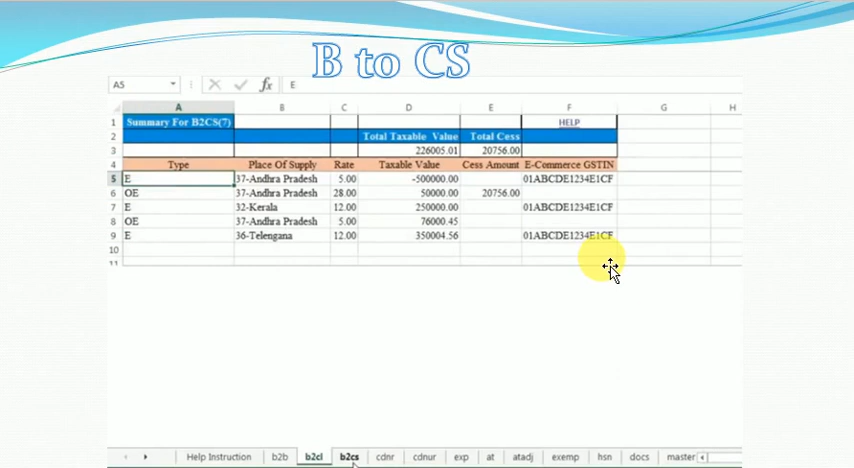 B to CS
A5 fx E
A B C D E F G H
1 Summary For B2CS(7) HELP
2 Total Taxable Value Total Cess
3 226005.01 20756.00
4 Type Place Of Supply Rate Taxable Value Cess Amount E-Commerce GSTIN
5 E 37-Andhra Pradesh 5.00 -500000.00 01ABCDE1234E1CF
6 OE 37-Andhra Pradesh 28.00 50000.00 20756.00
7 E 32-Kerala 12.00 250000.00 01ABCDE1234E1CF
8 OE 37-Andhra Pradesh 5.00 76000.45
9 E 36-Telengana 12.00 350004.56 01ABCDE1234E1CF
10
11
Help Instruction b2b b2cl b2cs cdnr cdnur exp at atadj exemp hsn docs master